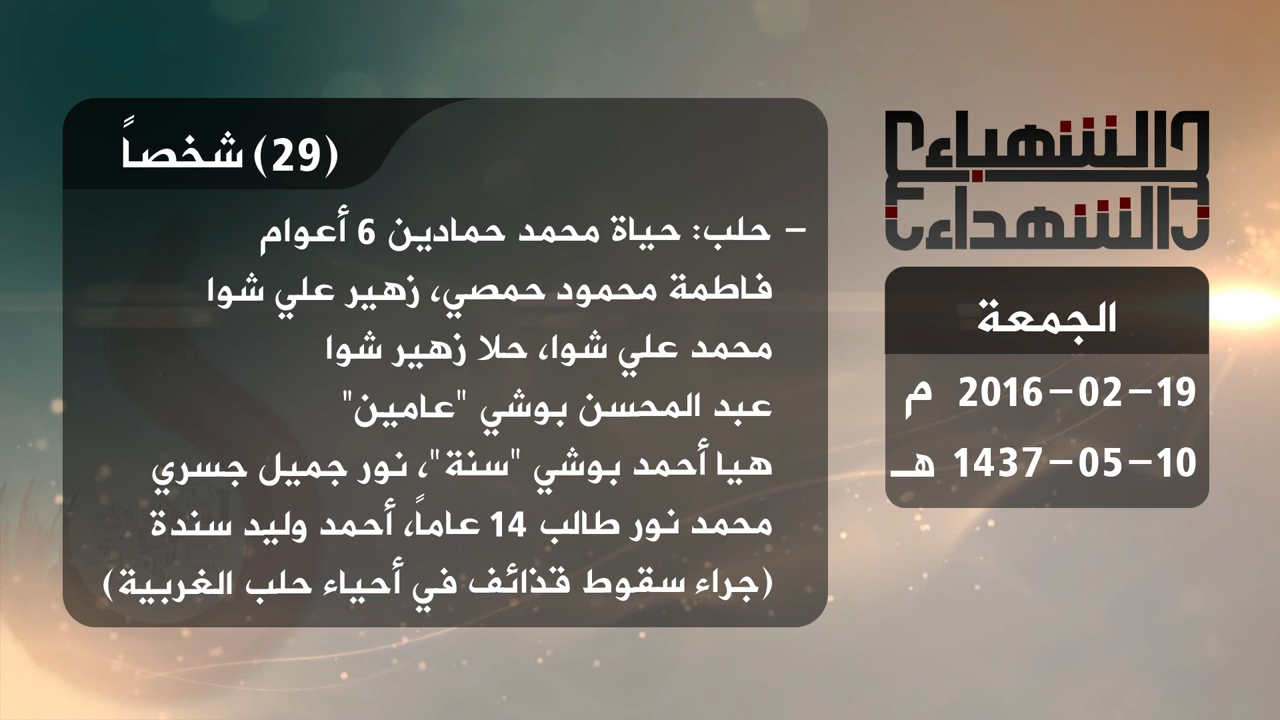 الشهباء
الشهداء
الجمعة
19-02-2016 م
10-05-1437 هـ
(29) شخصاً
- حلب: حياة محمد حمادين 6 أعوام
فاطمة محمود حمصي، زهير علي شوا
محمد علي شوا، حلا زهير شوا
عبد المحسن بوشي "عامين"
هيا أحمد بوشي "سنة"، نور جميل جسري
محمد نور طالب 14 عاماً، أحمد وليد سندة
(جراء سقوط قذائف في أحياء حلب الغربية)